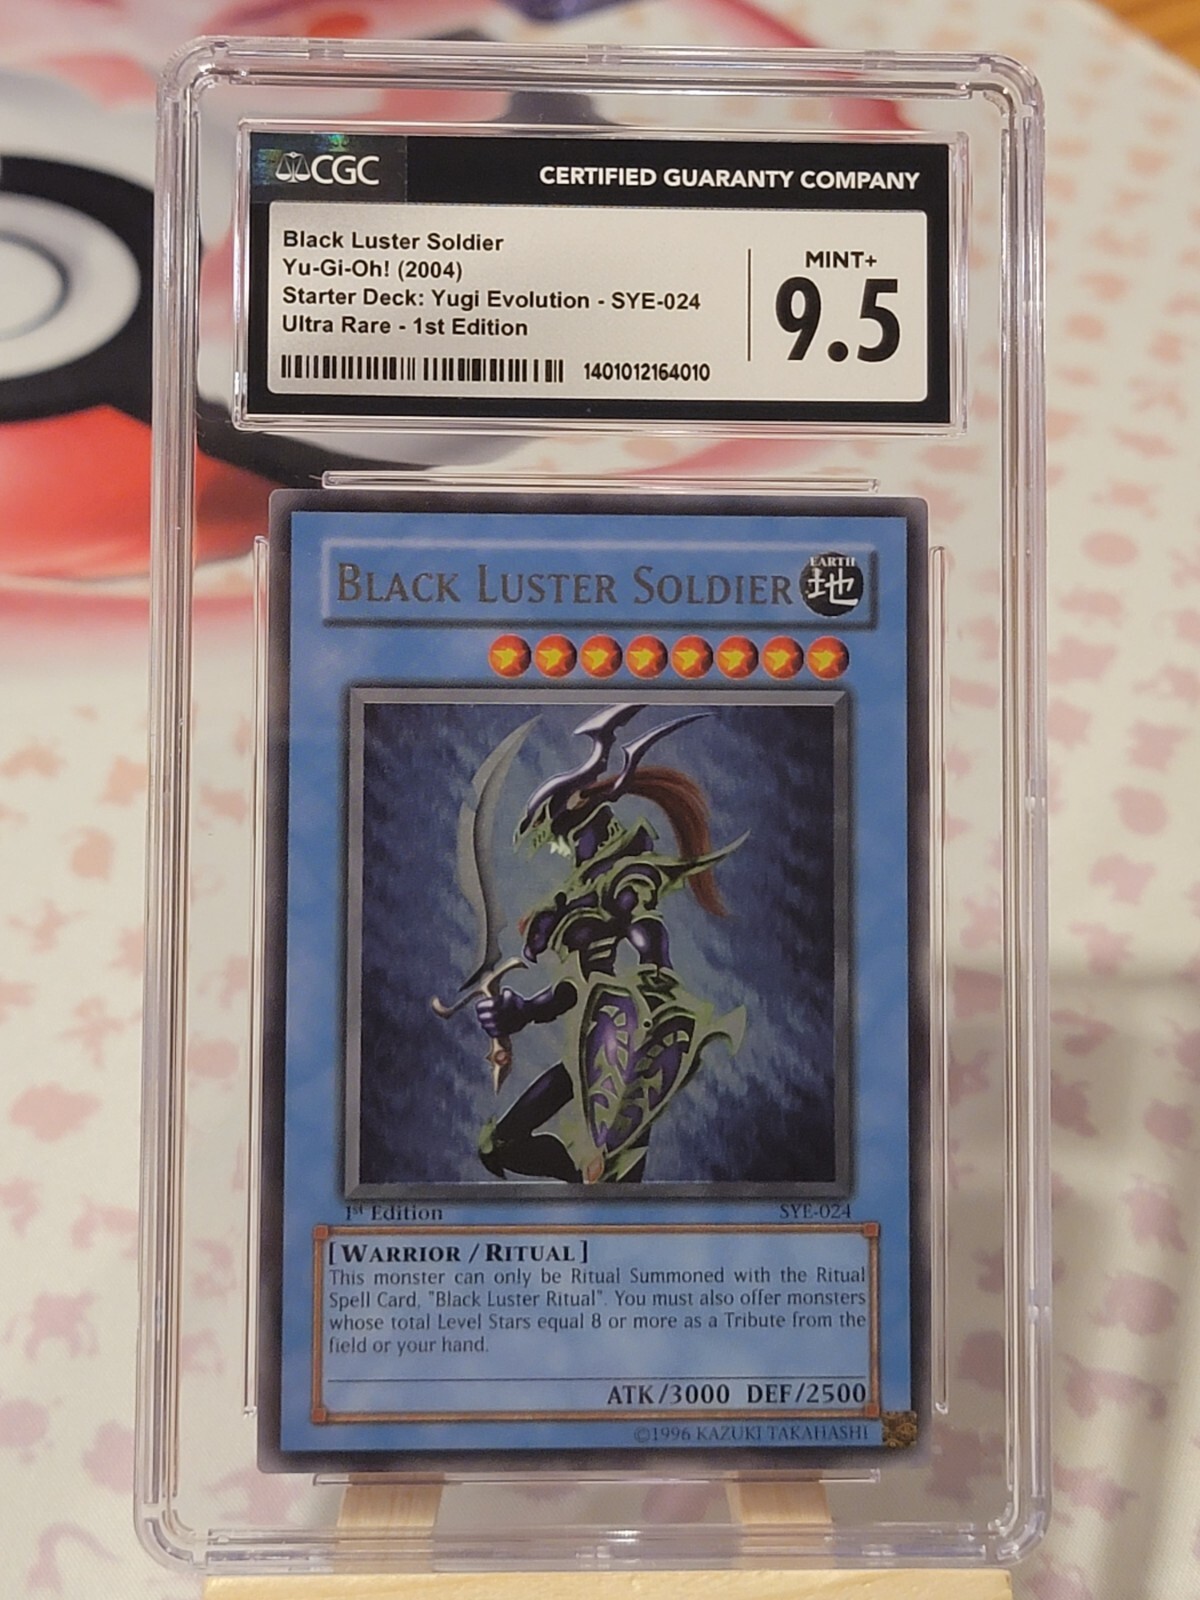 CGC
CERTIFIED GUARANTY COMPANY
Black Luster Soldier
Yu-Gi-Oh! (2004)
Starter Deck: Yugi Evolution - SYE-024
Ultra Rare - 1st Edition
1401012164010
MINT+
9.5
BLACK LUSTER SOLDIER
EARTH
地
1st Edition
SYE-024
[WARRIOR / RITUAL]
This monster can only be Ritual Summoned with the Ritual
Spell Card, "Black Luster Ritual". You must also offer monsters
whose total Level Stars equal 8 or more as a Tribute from the
field or your hand.
ATK/3000 DEF/2500
©1996 KAZUKI TAKAHASHI